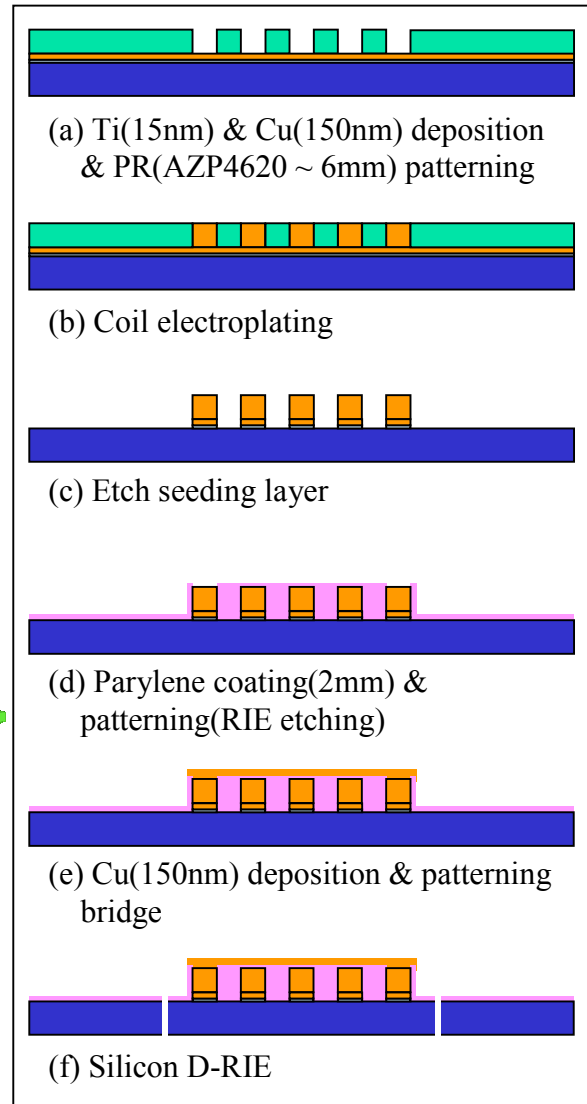 (a) Ti(15nm) & Cu(150nm) deposition
& PR(AZP4620 ~ 6mm) patterning
(b) Coil electroplating
(c) Etch seeding layer
(d) Parylene coating(2mm) &
patterning(RIE etching)
(e) Cu(150nm) deposition & patterning
bridge
(f) Silicon D-RIE